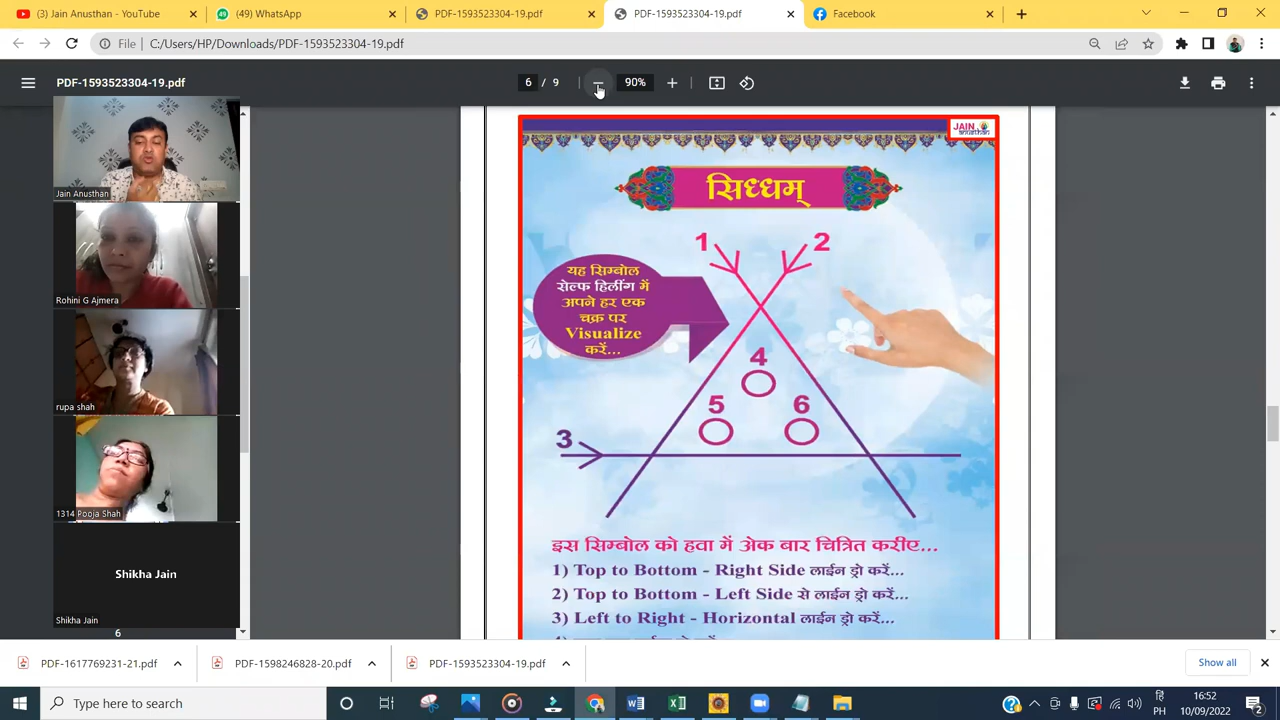 (3) Jain Anusthan - YouTube
(49) WhatsApp
PDF-1593523304-19.pdf
PDF-1593523304-19.pdf
Facebook
File
C:/Users/HP/Downloads/PDF-1593523304-19.pdf
PDF-1593523304-19.pdf
6 / 9
90%
Jain Anusthan
Rohini G Ajmera
rupa shah
1314 Pooja Shah
Shikha Jain
Shikha Jain
6
JAIN
anusthan
सिध्धम्
1
2
यह सिम्बोल
सेल्फ हिलींग में
अपने हर एक
चक्र पर
Visualize
करें...
4
5
6
3
इस सिम्बोल को हवा में अेक बार चित्रित करीए...
1) Top to Bottom - Right Side लाईन ड्रो करें...
2) Top to Bottom - Left Side से लाईन ड्रो करें...
3) Left to Right - Horizontal लाईन ड्रो करें...
PDF-1617769231-21.pdf
PDF-1598246828-20.pdf
PDF-1593523304-19.pdf
Show all
Type here to search
हि
PH
16:52
10/09/2022
2